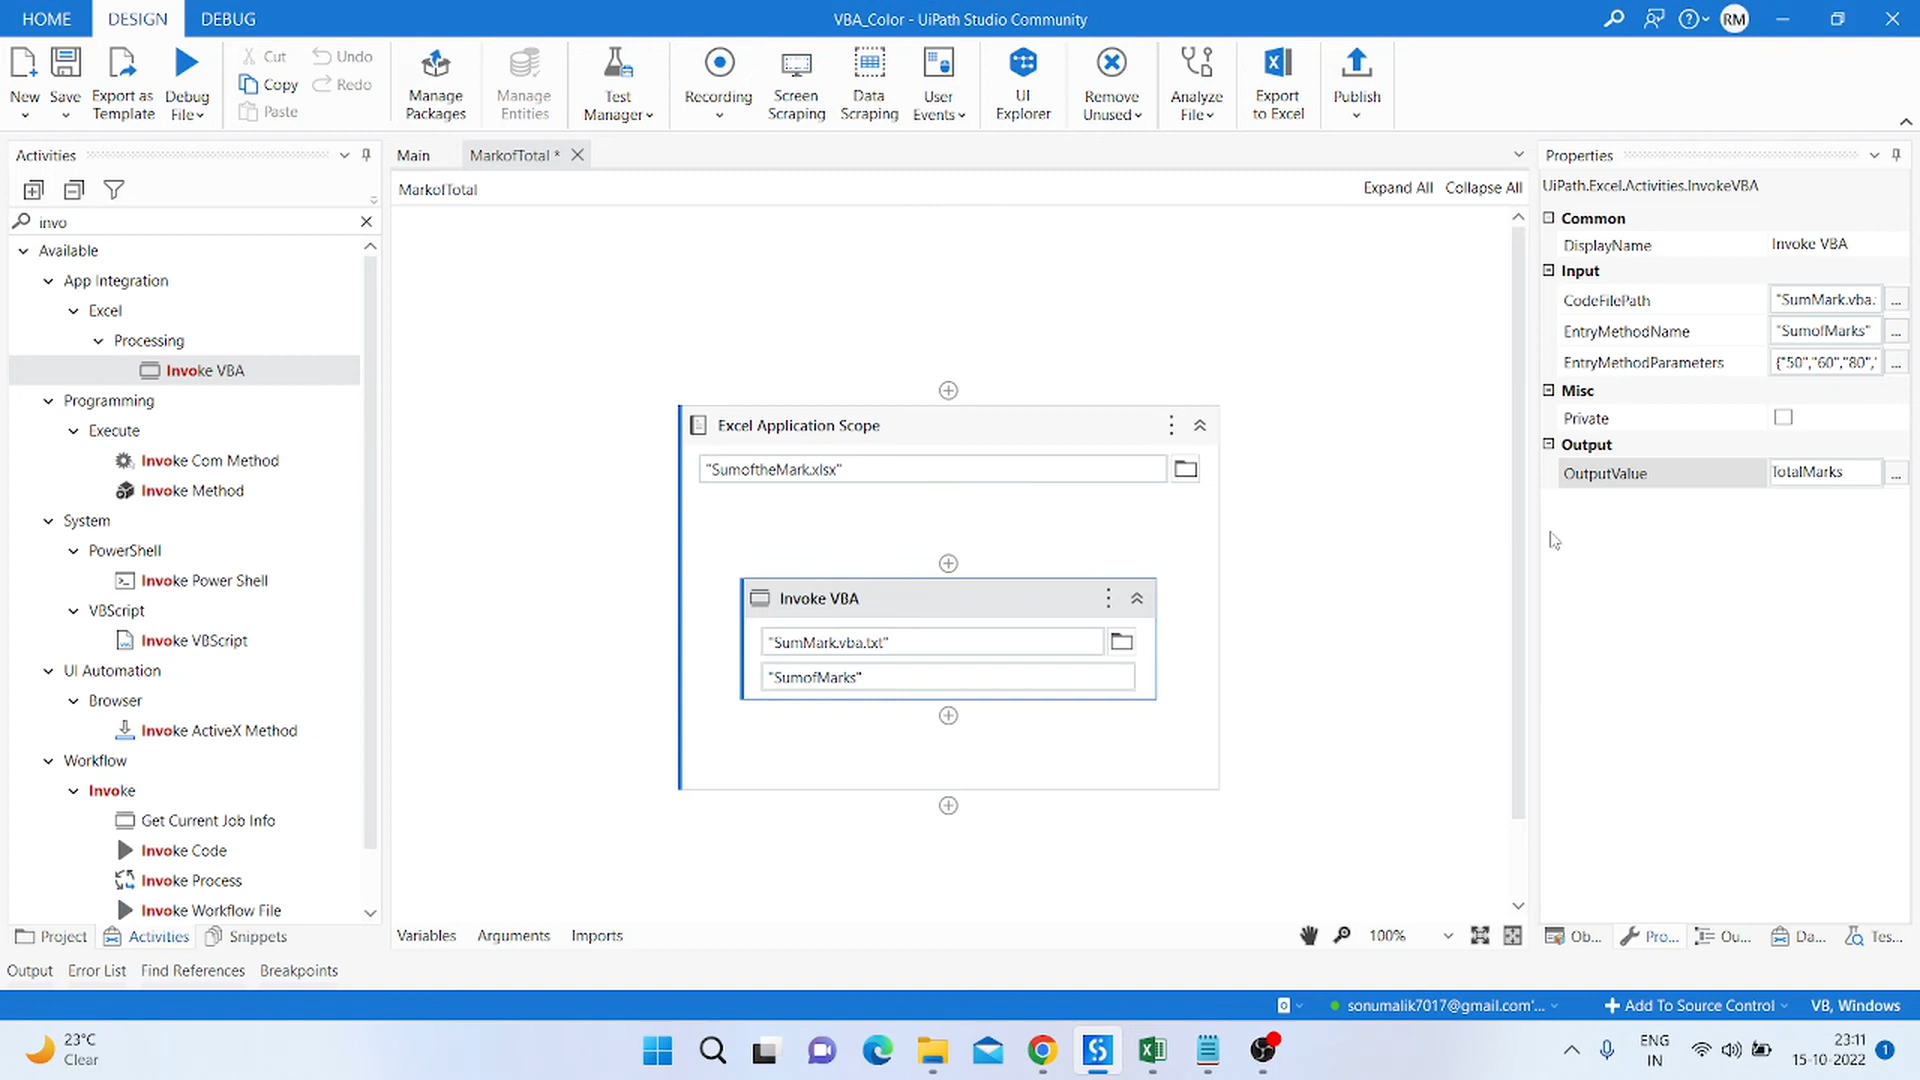 HOME DESIGN DEBUG VBA_Color - UiPath Studio Community RM
New Save Export as Template Debug File
Cut Copy Paste Undo Redo
Manage Packages Manage Entities Test Manager Recording Screen Scraping Data Scraping User Events UI Explorer Remove Unused Analyze File Export to Excel Publish
Activities
invo
Available
App Integration
Excel
Processing
Invoke VBA
Programming
Execute
Invoke Com Method
Invoke Method
System
PowerShell
Invoke Power Shell
VBScript
Invoke VBScript
UI Automation
Browser
Invoke ActiveX Method
Workflow
Invoke
Get Current Job Info
Invoke Code
Invoke Process
Invoke Workflow File
Project Activities Snippets
Main MarkofTotal *
MarkofTotal Expand All Collapse All
Excel Application Scope
"SumoftheMark.xlsx"
Invoke VBA
"SumMark.vba.txt"
"SumofMarks"
Variables Arguments Imports 100%
Properties
UiPath.Excel.Activities.InvokeVBA
Common
DisplayName Invoke VBA
Input
CodeFilePath "SumMark.vba. ...
EntryMethodName "SumofMarks" ...
EntryMethodParameters {"50","60","80"," ...
Misc
Private
Output
OutputValue TotalMarks ...
Ob... Pro... Ou... Da... Tes...
Output Error List Find References Breakpoints
sonumalik7017@gmail.com'... Add To Source Control VB, Windows
23°C
Clear
ENG
IN
23:11
15-10-2022
1